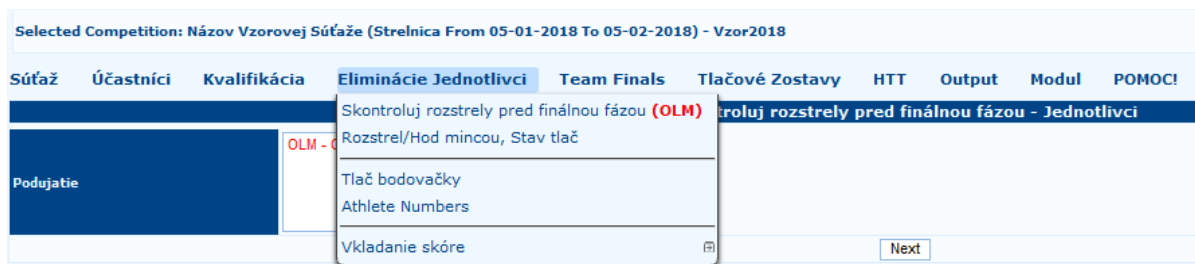 Selected Competition: Názov Vzorovej Súťaže (Strelnica From 05-01-2018 To 05-02-2018) - Vzor2018
Súťaž Účastníci Kvalifikácia Eliminácie Jednotlivci Team Finals Tlačové Zostavy HTT Output Modul POMOC!
Skontroluj rozstrely pred finálnou fázou (OLM)
rozstrely pred finálnou fázou - Jednotlivci
Rozstrel/Hod mincou, Stav tlač
OLM -
Podujatie
Tlač bodovačky
Athlete Numbers
Vkladanie skóre
Next